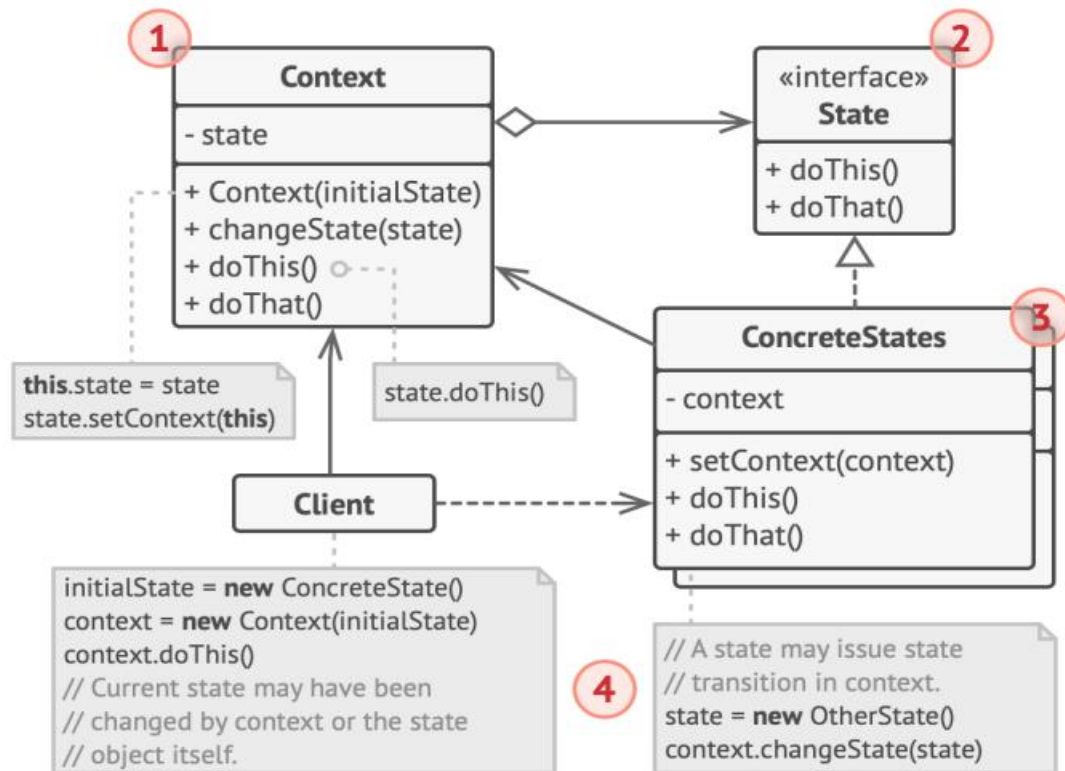 1
Context
- state
+ Context(initialState)
+ changeState(state)
+ doThis()
+ doThat()
2
«interface»
State
+ doThis()
+ doThat()
3
ConcreteStates
- context
+ setContext(context)
+ doThis()
+ doThat()
this.state = state
state.setContext(this)
state.doThis()
Client
initialState = new ConcreteState()
context = new Context(initialState)
context.doThis()
// Current state may have been
// changed by context or the state
// object itself.
4
// A state may issue state
// transition in context.
state = new OtherState()
context.changeState(state)